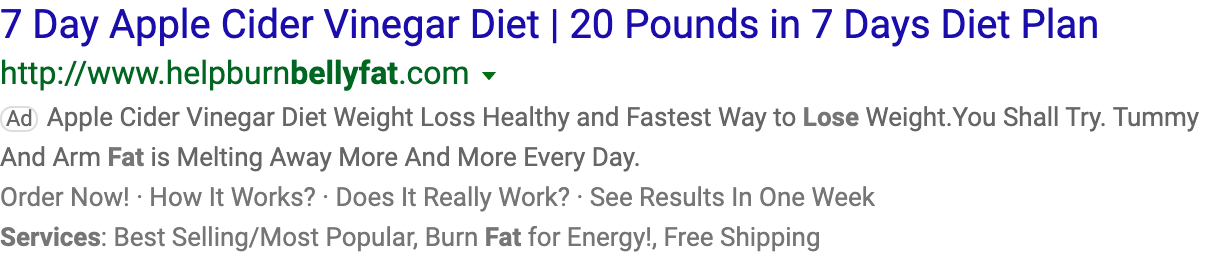 7 Day Apple Cider Vinegar Diet | 20 Pounds in 7 Days Diet Plan
http://www.helpburnbellyfat.com
Ad Apple Cider Vinegar Diet Weight Loss Healthy and Fastest Way to Lose Weight.You Shall Try. Tummy
And Arm Fat is Melting Away More And More Every Day.
Order Now! · How It Works? · Does It Really Work? · See Results In One Week
Services: Best Selling/Most Popular, Burn Fat for Energy!, Free Shipping